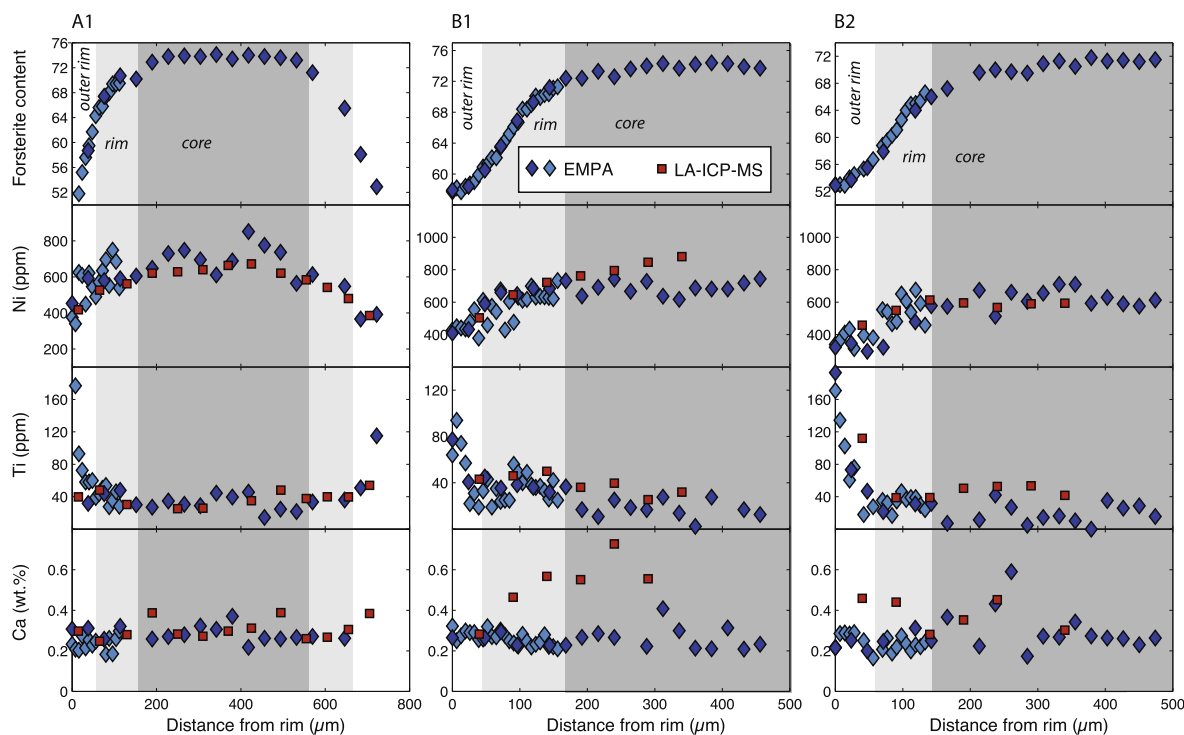 A1
B1
B2
Forsterite content
76
72
68
64
60
56
52
outer rim
rim
core
76
72
68
64
60
outer rim
rim
core
EMPA
LA-ICP-MS
72
68
64
60
56
52
outer rim
rim
core
Ni (ppm)
800
600
400
200
1000
800
600
400
1000
800
600
400
Ti (ppm)
160
120
80
40
120
80
40
160
120
80
40
Ca (wt.%)
0.6
0.4
0.2
0
0.6
0.4
0.2
0
0.6
0.4
0.2
0
0 200 400 600 800
0 100 200 300 400 500
0 100 200 300 400 500
Distance from rim (µm)
Distance from rim (µm)
Distance from rim (µm)